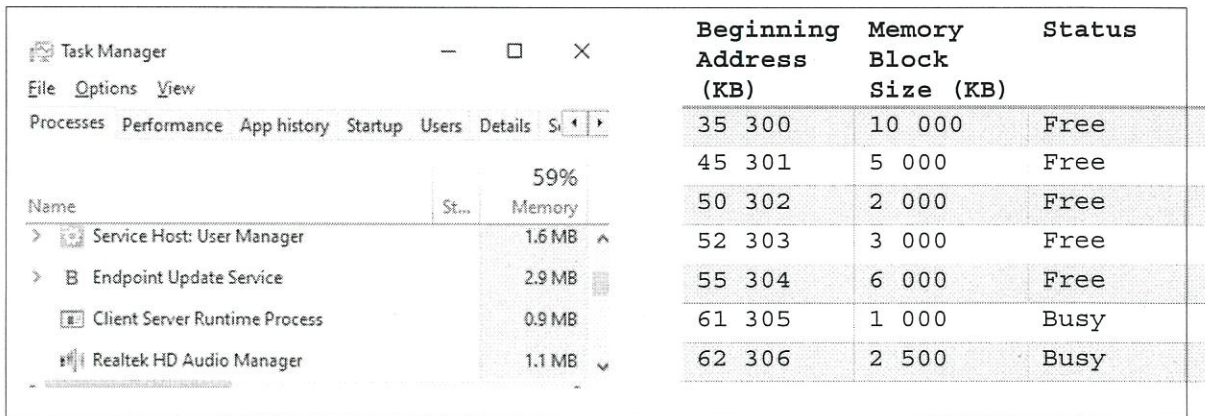 Task Manager
File Options View
Processes Performance App history Startup Users Details
59%
Name St... Memory
Service Host: User Manager 1.6 MB
B Endpoint Update Service 2.9 MB
Client Server Runtime Process 0.9 MB
Realtek HD Audio Manager 1.1 MB
Beginning Address (KB) Memory Block Size (KB) Status
35 300 10 000 Free
45 301 5 000 Free
50 302 2 000 Free
52 303 3 000 Free
55 304 6 000 Free
61 305 1 000 Busy
62 306 2 500 Busy